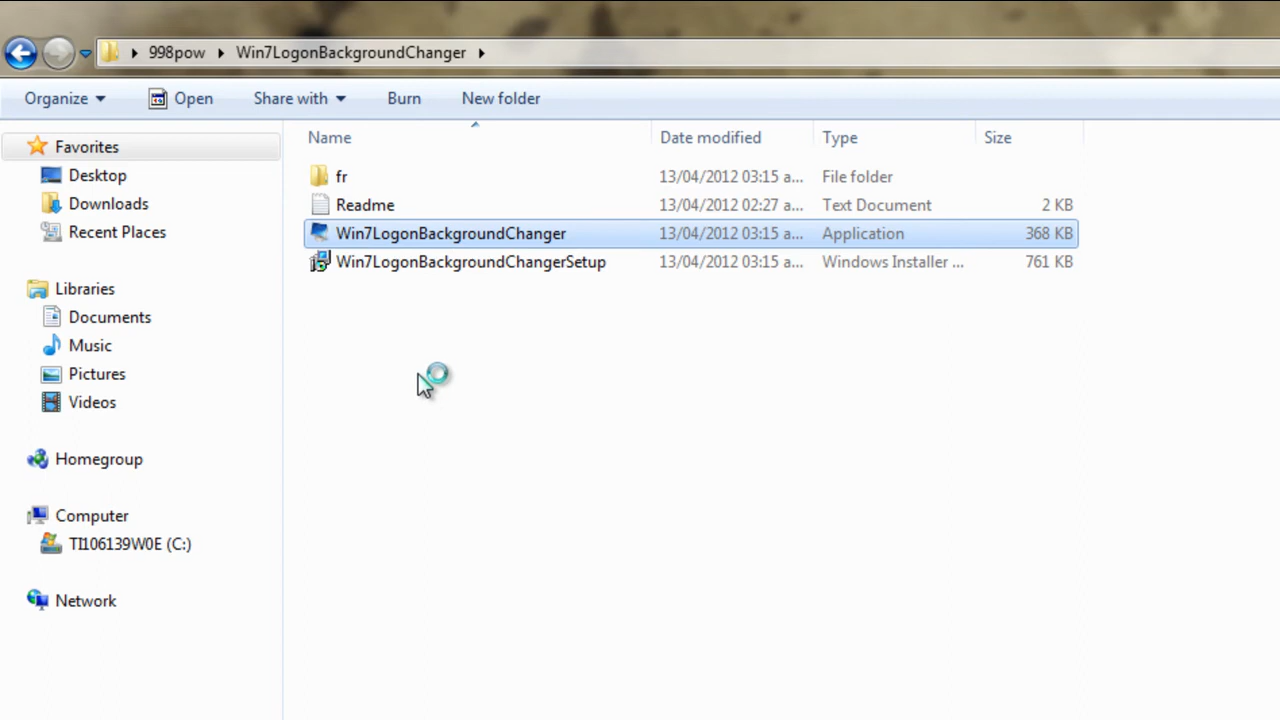 998pow Win7LogonBackgroundChanger
Organize Open Share with Burn New folder
Favorites
Desktop
Downloads
Recent Places
Libraries
Documents
Music
Pictures
Videos
Homegroup
Computer
TI106139W0E (C:)
Network
Name Date modified Type Size
fr 13/04/2012 03:15 a... File folder
Readme 13/04/2012 02:27 a... Text Document 2 KB
Win7LogonBackgroundChanger 13/04/2012 03:15 a... Application 368 KB
Win7LogonBackgroundChangerSetup 13/04/2012 03:15 a... Windows Installer ... 761 KB